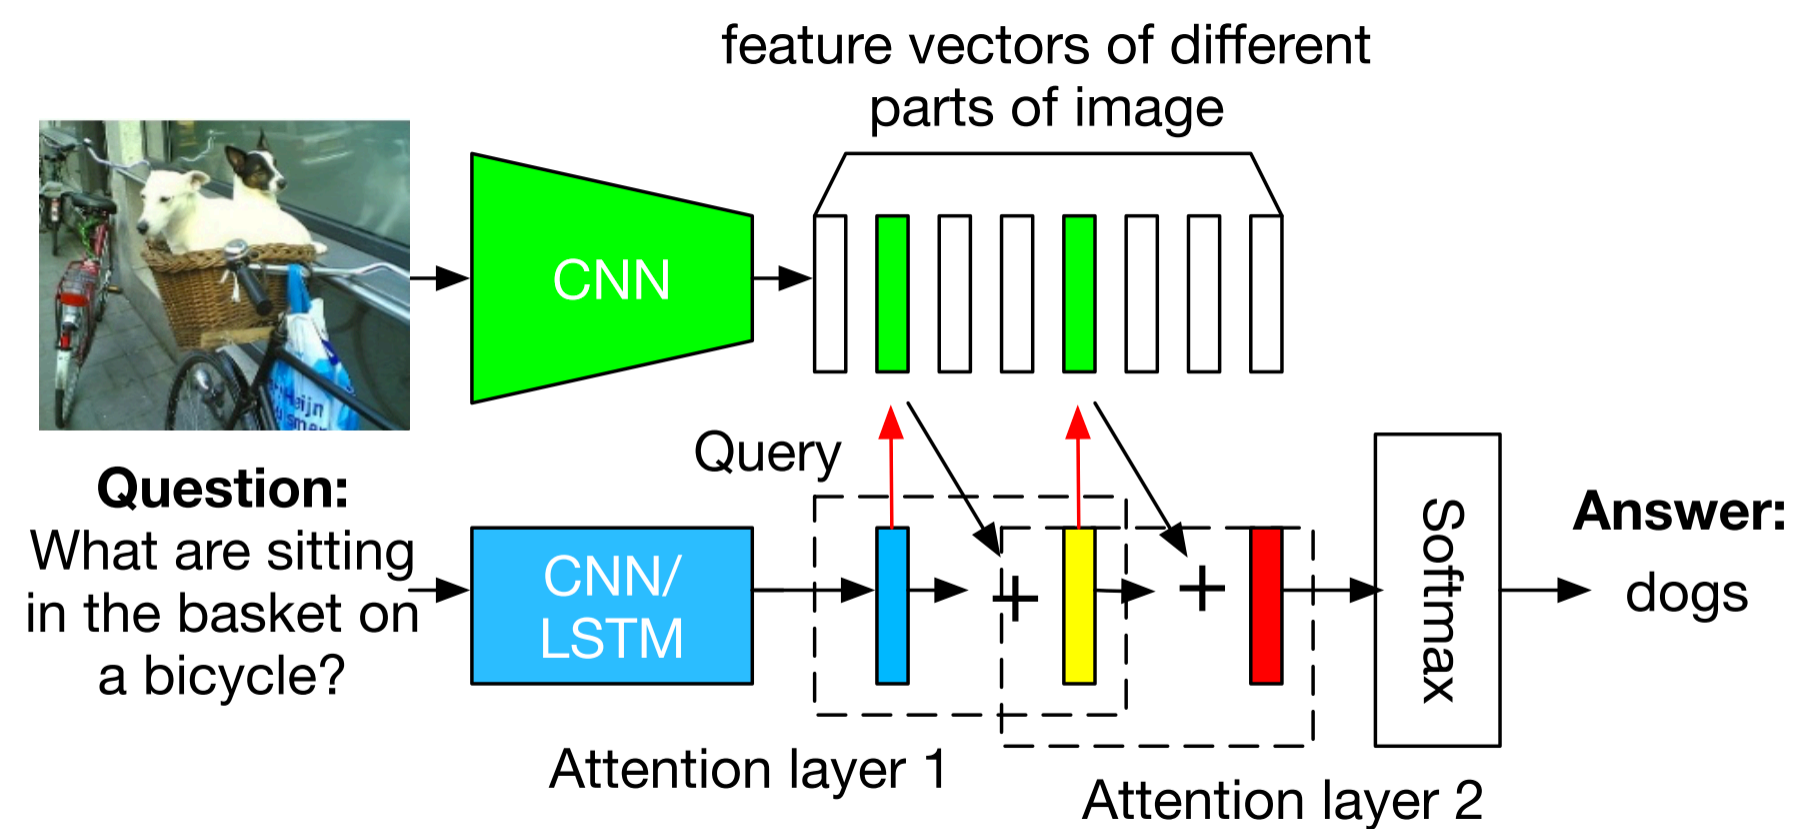 feature vectors of different
parts of image
CNN
Query
Question:
What are sitting
in the basket on
a bicycle?
CNN/
LSTM
+
+
Softmax
Answer:
dogs
Attention layer 1
Attention layer 2